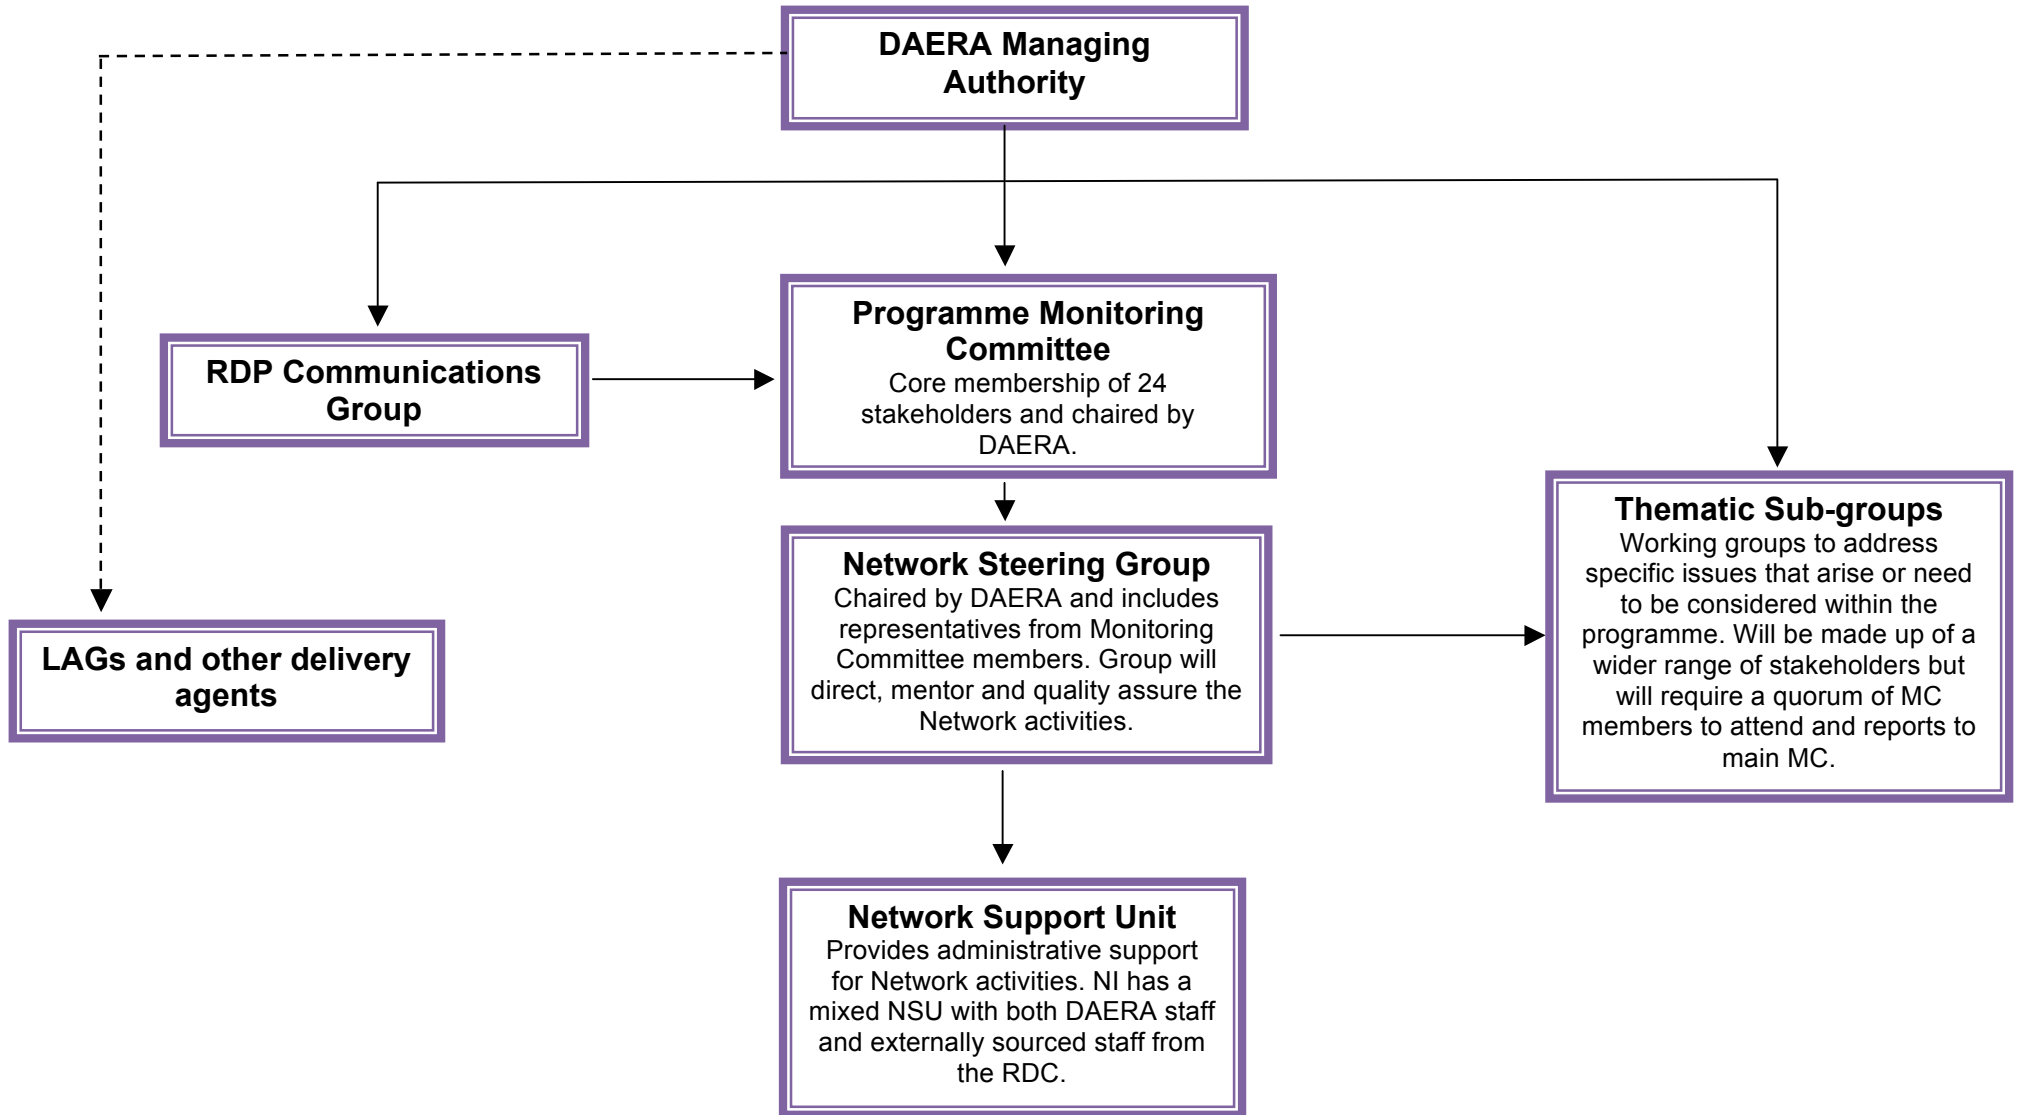 DAERA Managing
Authority
Programme Monitoring
Committee
Core membership of 24
stakeholders and chaired by
DAERA.
RDP Communications
Group
Thematic Sub-groups
Working groups to address
specific issues that arise or need
to be considered within the
programme. Will be made up of a
wider range of stakeholders but
will require a quorum of MC
members to attend and reports to
main MC.
Network Steering Group
Chaired by DAERA and includes
representatives from Monitoring
Committee members. Group will
direct, mentor and quality assure the
Network activities.
LAGs and other delivery
agents
Network Support Unit
Provides administrative support
for Network activities. NI has a
mixed NSU with both DAERA staff
and externally sourced staff from
the RDC.